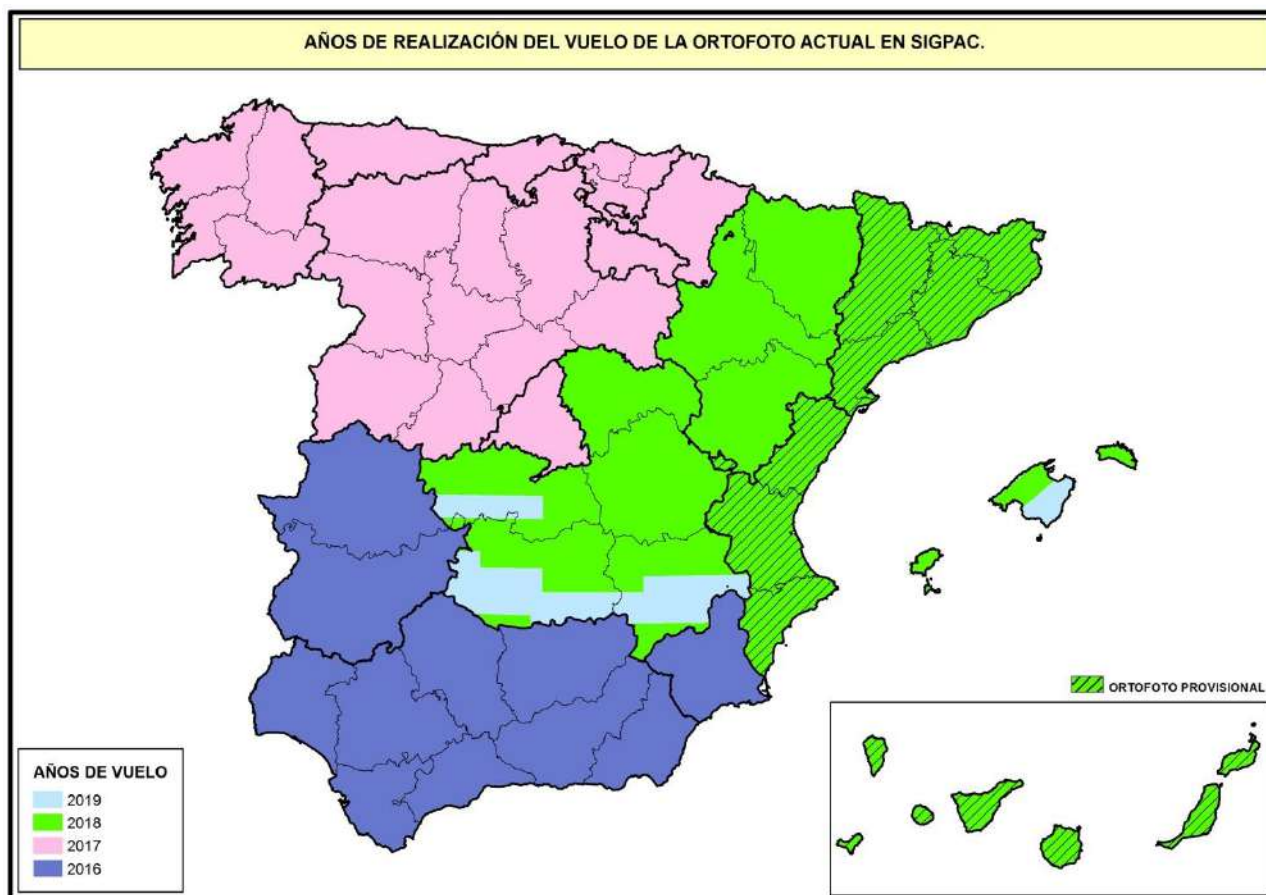 AÑOS DE REALIZACIÓN DEL VUELO DE LA ORTOFOTO ACTUAL EN SIGPAC.
ORTOFOTO PROVISIONAL
AÑOS DE VUELO
2019
2018
2017
2016